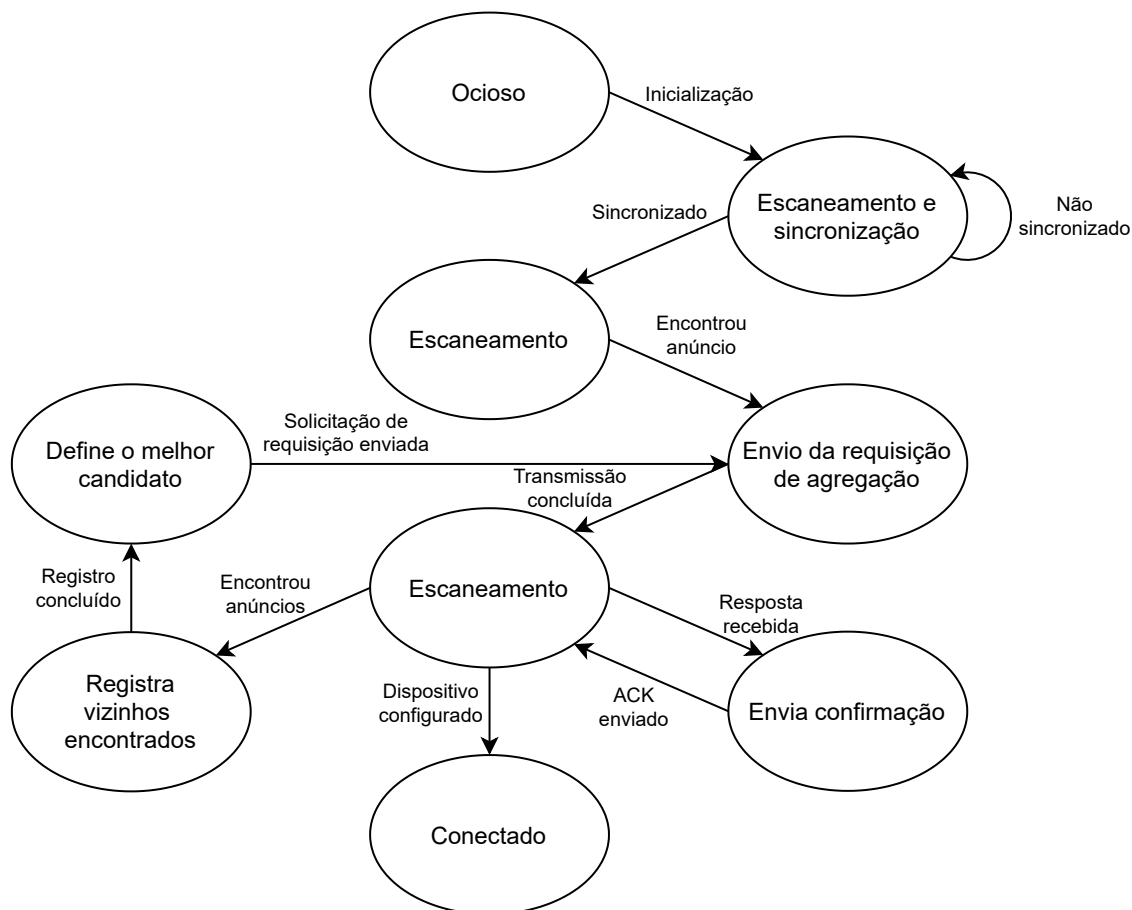 Ocioso
Inicialização
Escaneamento e
sincronização
Não
sincronizado
Sincronizado
Escaneamento
Encontrou
anúncio
Define o melhor
candidato
Solicitação de
requisição enviada
Envio da requisição
de agregação
Transmissão
concluída
Registro
concluído
Encontrou
anúncios
Escaneamento
Resposta
recebida
Registra
vizinhos
encontrados
Dispositivo
configurado
ACK
enviado
Envia confirmação
Conectado